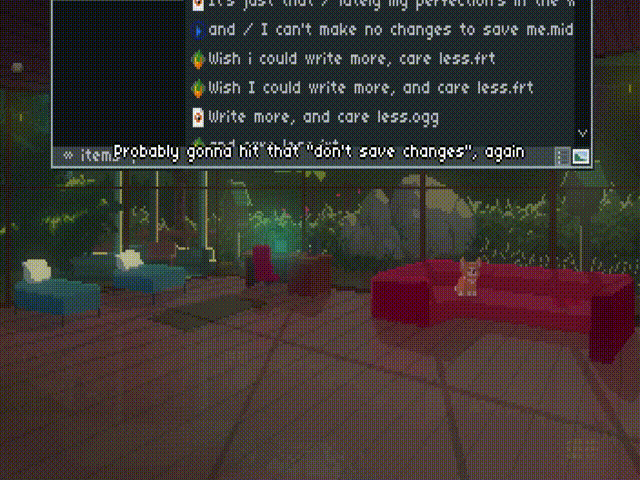 It's just that / lately my perfection's in the w
and / I can't make no changes to save me.mid
Wish i could write more, care less.frt
Wish I could write more, and care less.frt
Write more, and care less.ogg
and care less.frt
items
Probably gonna hit that "don't save changes", again